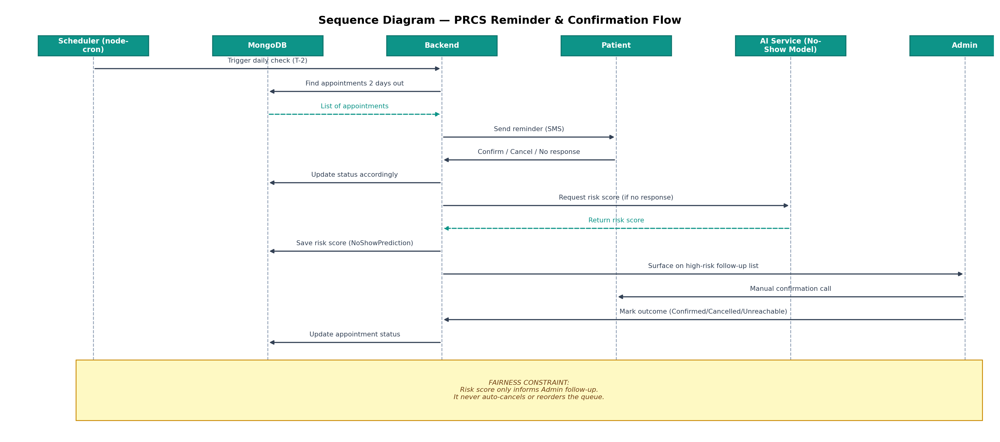 Sequence Diagram — PRCS Reminder & Confirmation Flow
Scheduler (node-
cron)
MongoDB
Backend
Patient
AI Service (No-
Show Model)
Admin
Trigger daily check (T-2)
Find appointments 2 days out
List of appointments
Send reminder (SMS)
Confirm / Cancel / No response
Update status accordingly
Request risk score (if no response)
Return risk score
Save risk score (NoShowPrediction)
Surface on high-risk follow-up list
Manual confirmation call
Mark outcome (Confirmed/Cancelled/Unreachable)
Update appointment status
FAIRNESS CONSTRAINT:
Risk score only informs Admin follow-up.
It never auto-cancels or reorders the queue.